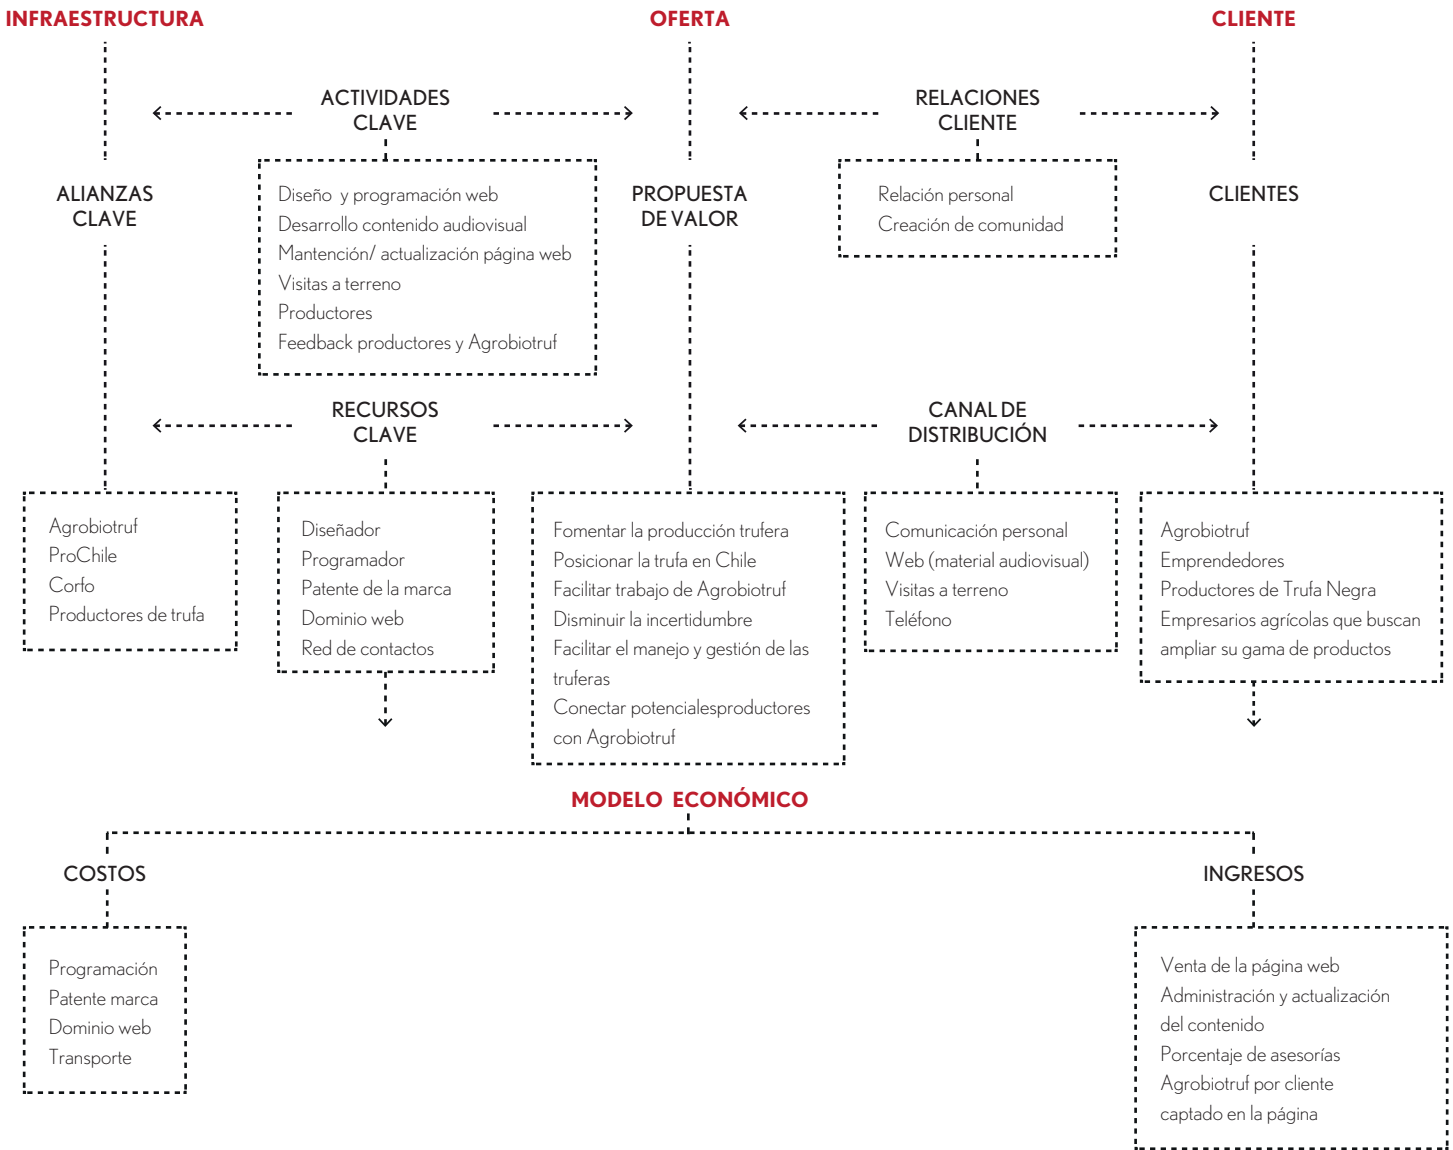 INFRAESTRUCTURA
OFERTA
CLIENTE
ACTIVIDADES
CLAVE
RELACIONES
CLIENTE
ALIANZAS
CLAVE
Diseño y programación web
Desarrollo contenido audiovisual
Mantención/ actualización página web
Visitas a terreno
Productores
Feedback productores y Agrobiotruf
PROPUESTA
DE VALOR
Relación personal
Creación de comunidad
CLIENTES
RECURSOS
CLAVE
CANAL DE
DISTRIBUCIÓN
Agrobiotruf
ProChile
Corfo
Productores de trufa
Diseñador
Programador
Patente de la marca
Dominio web
Red de contactos
Fomentar la producción trufera
Posicionar la trufa en Chile
Facilitar trabajo de Agrobiotruf
Disminuir la incertidumbre
Facilitar el manejo y gestión de las
truferas
Conectar potencialesproductores
con Agrobiotruf
Comunicación personal
Web (material audiovisual)
Visitas a terreno
Teléfono
Agrobiotruf
Emprendedores
Productores de Trufa Negra
Empresarios agrícolas que buscan
ampliar su gama de productos
MODELO ECONÓMICO
COSTOS
INGRESOS
Programación
Patente marca
Dominio web
Transporte
Venta de la página web
Administración y actualización
del contenido
Porcentaje de asesorías
Agrobiotruf por cliente
captado en la página